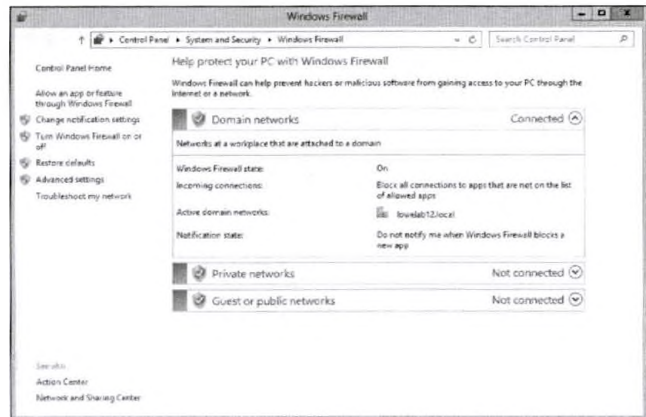 Windows Firewall
Control Panel ▸ System and Security ▸ Windows Firewall
Search Control Panel
Control Panel Home
Allow an app or feature
through Windows Firewall
Change notification settings
Turn Windows Firewall on or
off
Restore defaults
Advanced settings
Troubleshoot my network
See also
Action Center
Network and Sharing Center
Help protect your PC with Windows Firewall
Windows Firewall can help prevent hackers or malicious software from gaining access to your PC through the
Internet or a network.
Domain networks Connected
Networks at a workplace that are attached to a domain
Windows Firewall state: On
Incoming connections: Block all connections to apps that are not on the list
of allowed apps
Active domain networks: lowelab12.local
Notification state: Do not notify me when Windows Firewall blocks a
new app
Private networks Not connected
Guest or public networks Not connected